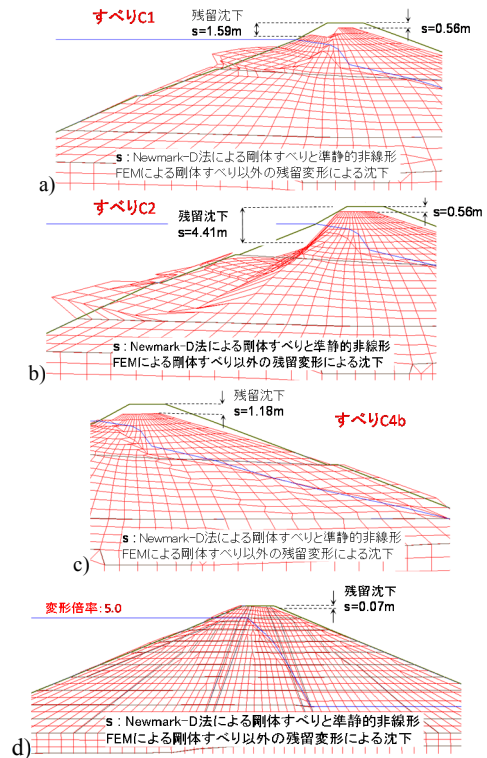 すべりC1
残留沈下
s=1.59m
s=0.56m
s : Newmark-D法による剛体すべりと準静的非線形
FEMによる剛体すべり以外の残留変形による沈下
a)
すべりC2
残留沈下
s=4.41m
s=0.56m
s : Newmark-D法による剛体すべりと準静的非線形
FEMによる剛体すべり以外の残留変形による沈下
b)
残留沈下
s=1.18m
すべりC4b
s : Newmark-D法による剛体すべりと準静的非線形
FEMによる剛体すべり以外の残留変形による沈下
c)
変形倍率:5.0
残留沈下
s=0.07m
s : Newmark-D法による剛体すべりと準静的非線形
FEMによる剛体すべり以外の残留変形による沈下
d)